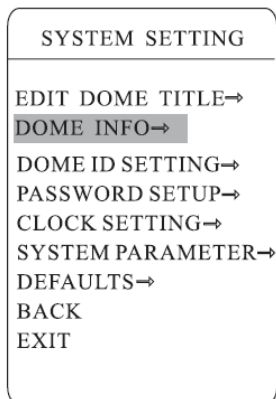 SYSTEM SETTING
EDIT DOME TITLE⇒
DOME INFO⇒
DOME ID SETTING⇒
PASSWORD SETUP⇒
CLOCK SETTING⇒
SYSTEM PARAMETER⇒
DEFAULTS⇒
BACK
EXIT